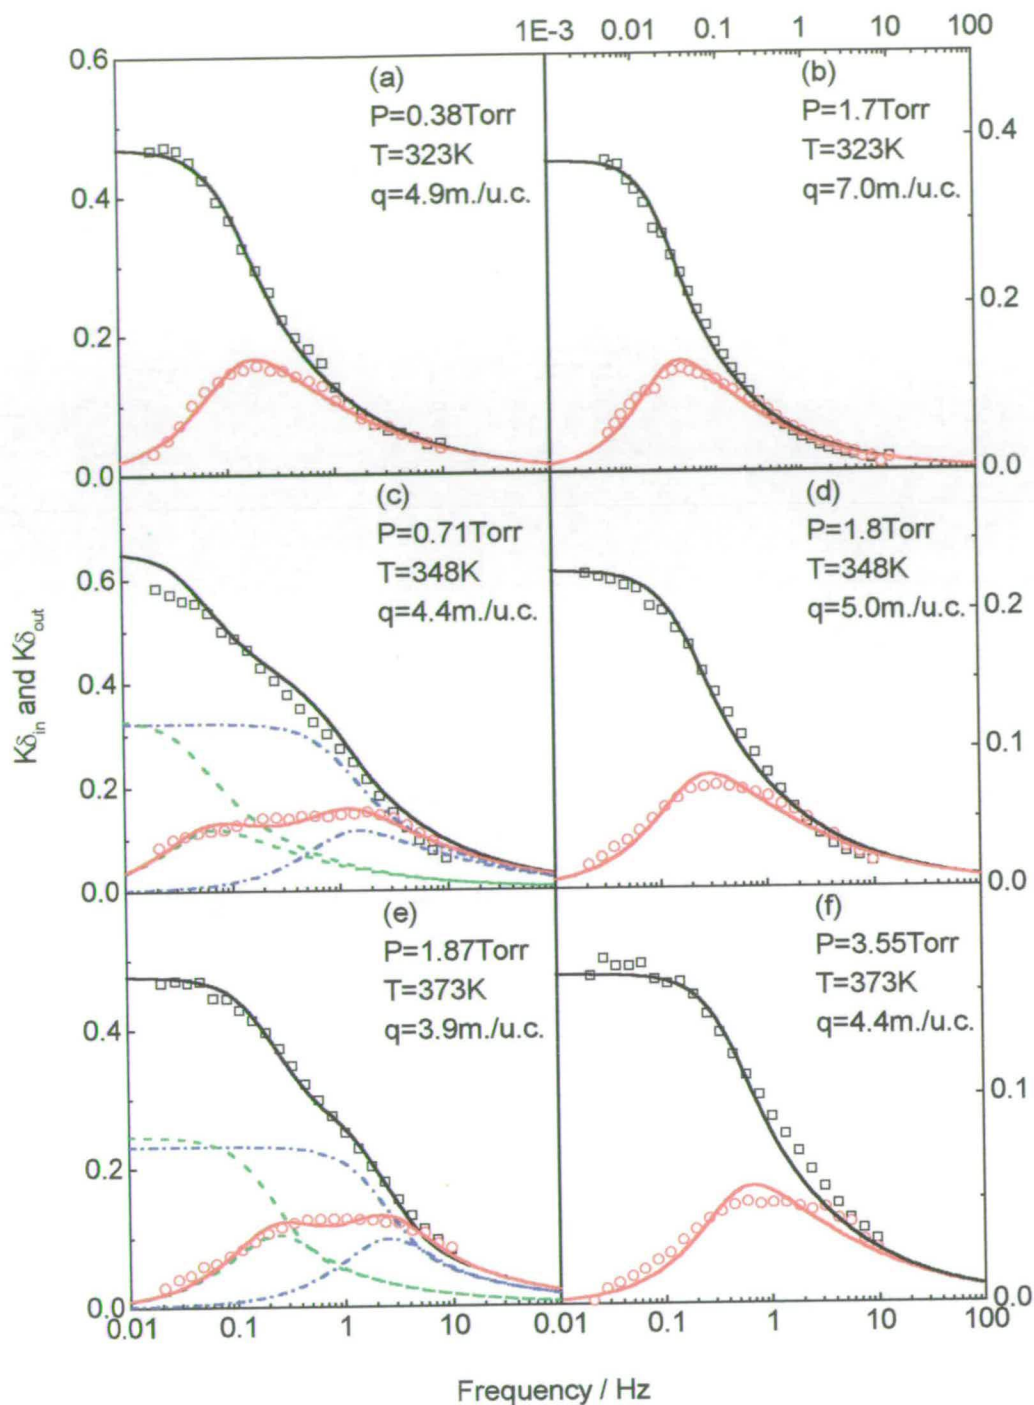 1E-3 0.01 0.1 1 10 100
0.6
(a)
P=0.38Torr
T=323K
q=4.9m./u.c.
(b)
P=1.7Torr
T=323K
q=7.0m./u.c.
0.4
0.4
0.2
0.2
0.0
0.0
(c)
P=0.71Torr
T=348K
q=4.4m./u.c.
(d)
P=1.8Torr
T=348K
q=5.0m./u.c.
0.6
0.2
0.4
0.1
0.2
0.0
0.0
(e)
P=1.87Torr
T=373K
q=3.9m./u.c.
(f)
P=3.55Torr
T=373K
q=4.4m./u.c.
0.4
0.1
0.2
0.0
0.0
0.01 0.1 1 10 0.01 0.1 1 10 100
Kδin and Kδout
Frequency / Hz